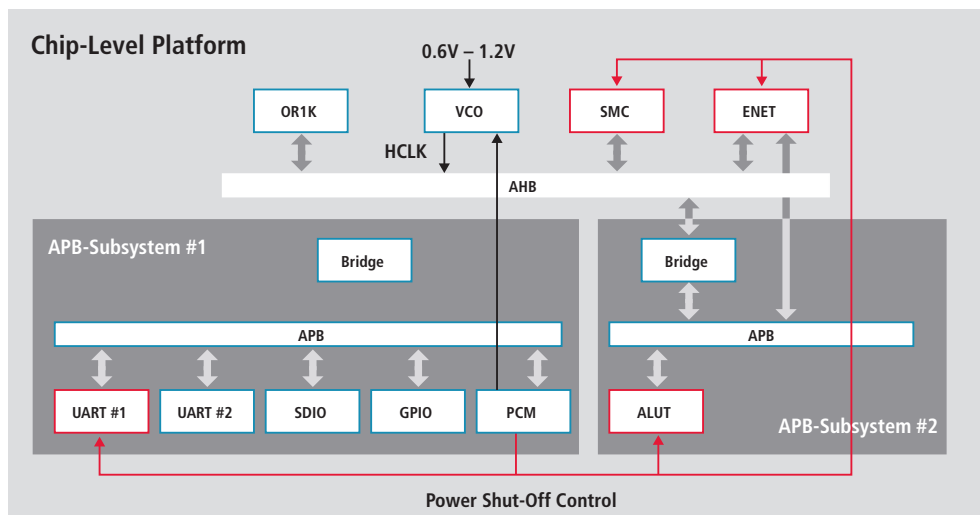 Chip-Level Platform
0.6V – 1.2V
OR1K
VCO
SMC
ENET
HCLK
AHB
APB-Subsystem #1
Bridge
Bridge
APB
APB
UART #1
UART #2
SDIO
GPIO
PCM
ALUT
APB-Subsystem #2
Power Shut-Off Control